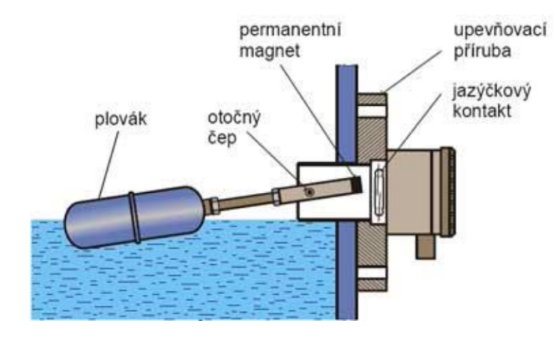 permanentní
magnet
upevňovací
příruba
jazýčkový
kontakt
plovák
otočný
čep